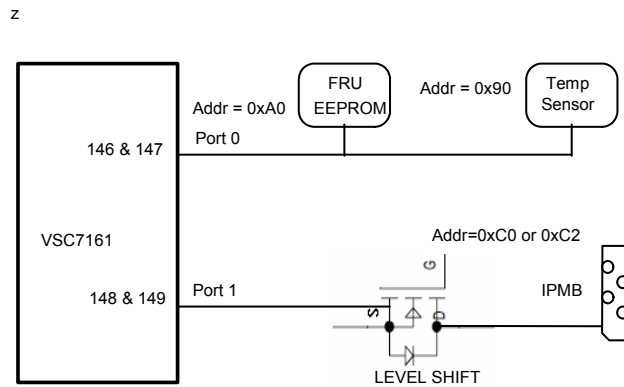 z
FRU
EEPROM
Addr = 0xA0
Addr = 0x90
Temp
Sensor
Port 0
146 & 147
VSC7161
148 & 149
Port 1
Addr=0xC0 or 0xC2
IPMB
G
S
D
LEVEL SHIFT